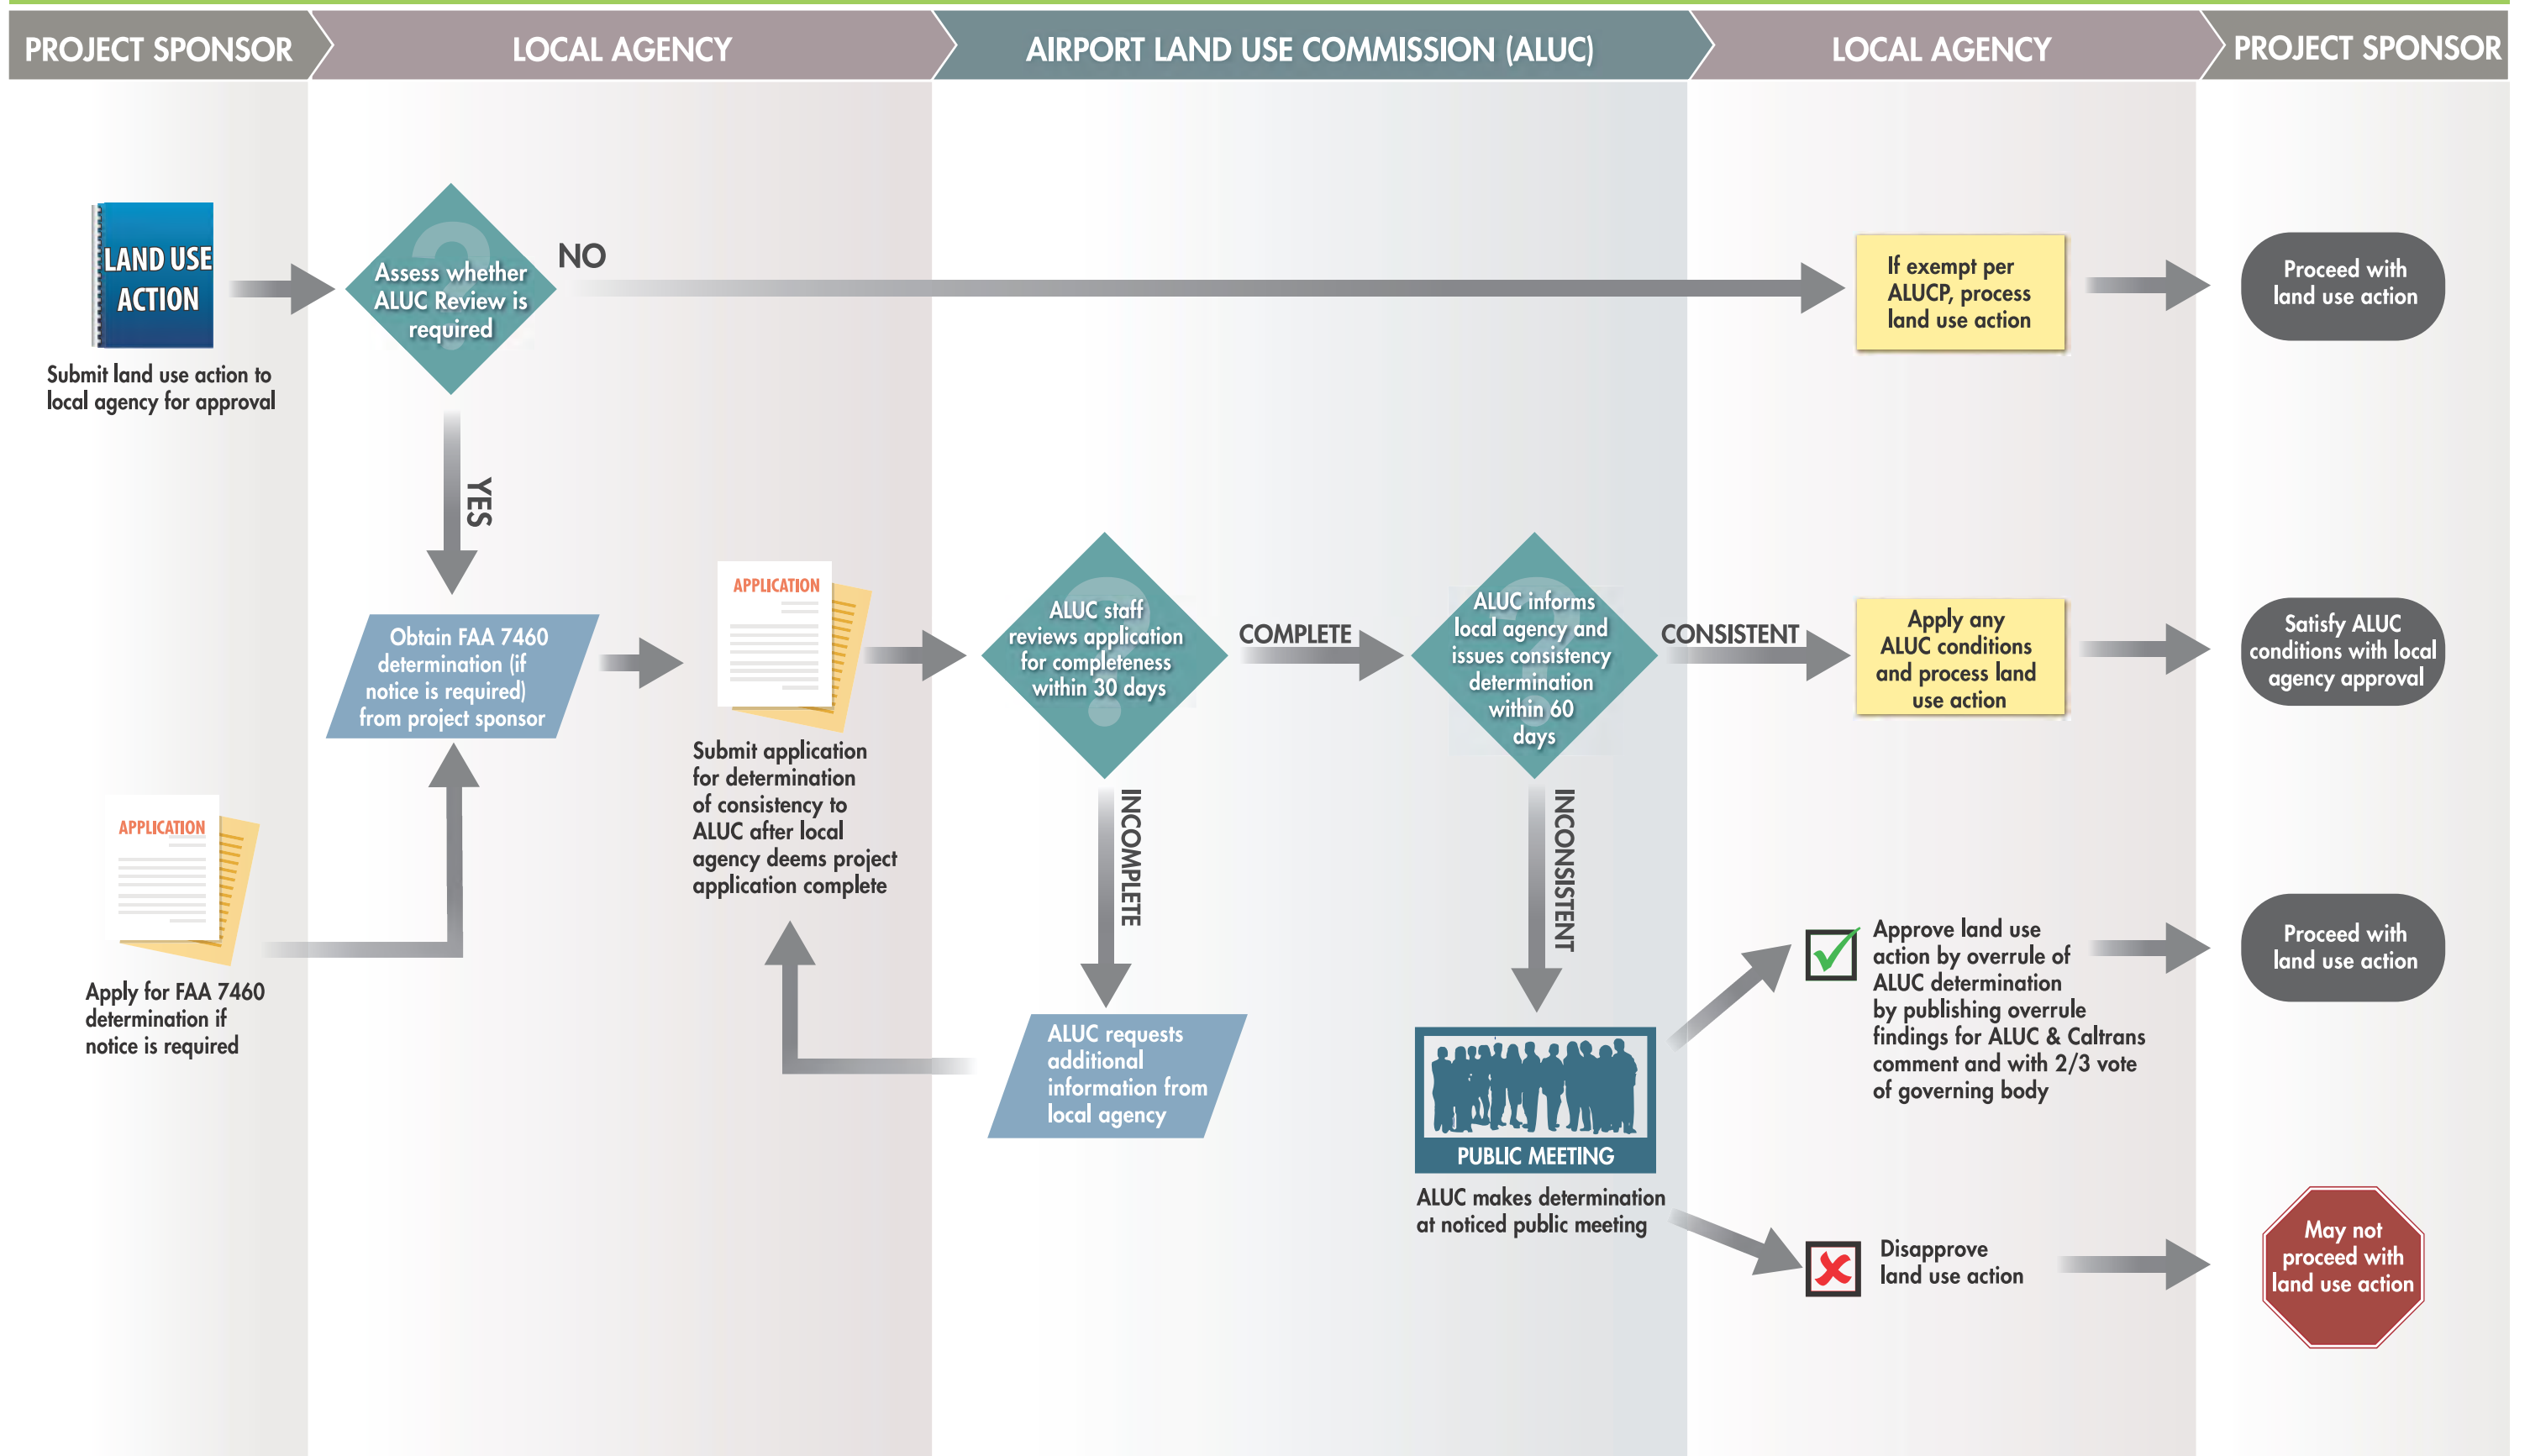 PROJECT SPONSOR
LOCAL AGENCY
AIRPORT LAND USE COMMISSION (ALUC)
LOCAL AGENCY
PROJECT SPONSOR
LAND USE
ACTION
Submit land use action to
local agency for approval
Assess whether
ALUC Review is
required
NO
If exempt per
ALUCP, process
land use action
Proceed with
land use action
YES
Obtain FAA 7460
determination (if
notice is required)
from project sponsor
APPLICATION
Submit application
for determination
of consistency to
ALUC after local
agency deems project
application complete
ALUC staff
reviews application
for completeness
within 30 days
COMPLETE
ALUC informs
local agency and
issues consistency
determination
within 60
days
CONSISTENT
Apply any
ALUC conditions
and process land
use action
Satisfy ALUC
conditions with local
agency approval
APPLICATION
Apply for FAA 7460
determination if
notice is required
INCOMPLETE
ALUC requests
additional
information from
local agency
INCONSISTENT
PUBLIC MEETING
ALUC makes determination
at noticed public meeting
Approve land use
action by overrule of
ALUC determination
by publishing overrule
findings for ALUC & Caltrans
comment and with 2/3 vote
of governing body
Proceed with
land use action
Disapprove
land use action
May not
proceed with
land use action